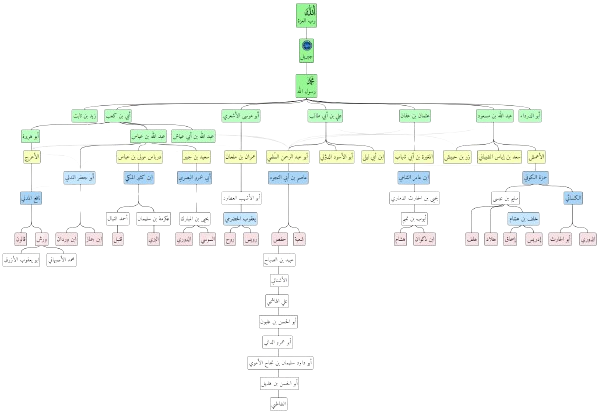 الله
رب العزة
جبريل
محمد
رسول الله
أبو الدرداء
عبد الله بن مسعود
عثمان بن عفان
علي بن أبي طالب
أبو موسى الأشعري
أبي بن كعب
زيد بن ثابت
عبد الله بن أبي عياش
عبد الله بن عباس
أبو هريرة
الأعمش
سعد بن إياس الشيباني
زر بن حبيش
المغيرة بن أبي شهاب
ابن أبي ليلى
أبو الأسود الدؤلي
أبو عبد الرحمن السلمي
حطان
سعيد بن جبير
درباس مولى بن عباس
الأعرج
حمزة الكوفي
ابن عامر الشامي
عاصم بن أبي النجود
أبو عمرو البصري
ابن كثير المكي
أبو جعفر المدني
نافع المدني
الكسائي
سليم بن عيسى
يحيى بن الحارث الذماري
أبو الأشهب العطاردي
خلف بن هشام
أيوب بن تميم
يعقوب الحضرمي
يحيى بن المبارك
عكرمة بن سليمان
أحمد القواس
الدوري
أبو الحارث
إسحاق
إدريس
خلاد
خلف
ابن ذكوان
هشام
شعبة
حفص
رويس
روح
السوسي
الدوري
البزي
قنبل
ابن جماز
ابن وردان
ورش
قالون
محمد الأصبهاني
أبو يعقوب الأزرق
عبيد بن الصباح
الأشناني
علي الهاشمي
أبو الحسن بن غلبون
أبو عمرو الداني
أبو داود سليمان بن نجاح الأموي
أبو الحسن بن هذيل
الشاطبي